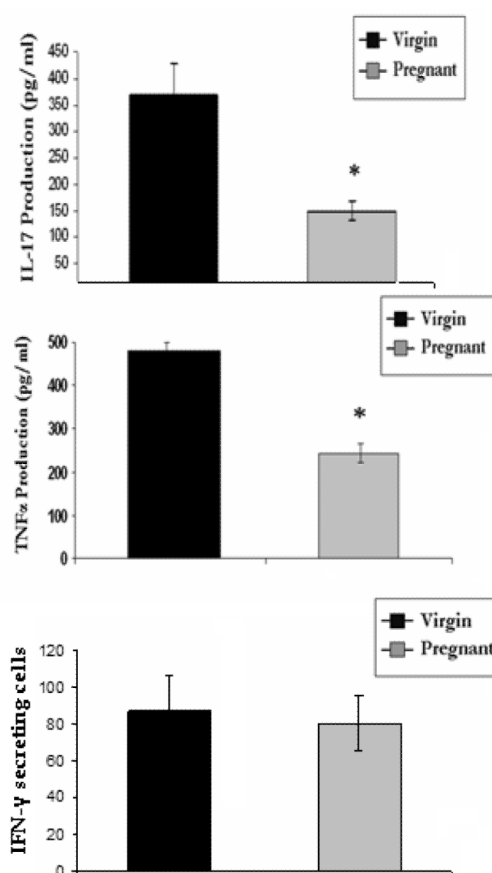 IL-17 Production (pg/ml)
450
400
350
300
250
200
150
100
50
Virgin
Pregnant
*
TNFα Production (pg/ml)
500
400
300
200
100
0
Virgin
Pregnant
*
IFN-γ secreting cells
120
100
80
60
40
20
0
Virgin
Pregnant